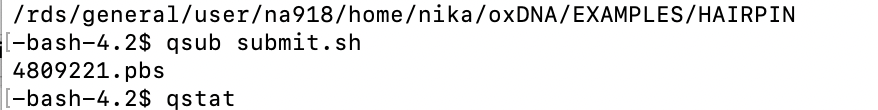 /rds/general/user/na918/home/nika/oxDNA/EXAMPLES/HAIRPIN
[-bash-4.2$ qsub submit.sh
4809221.pbs
[-bash-4.2$ qstat